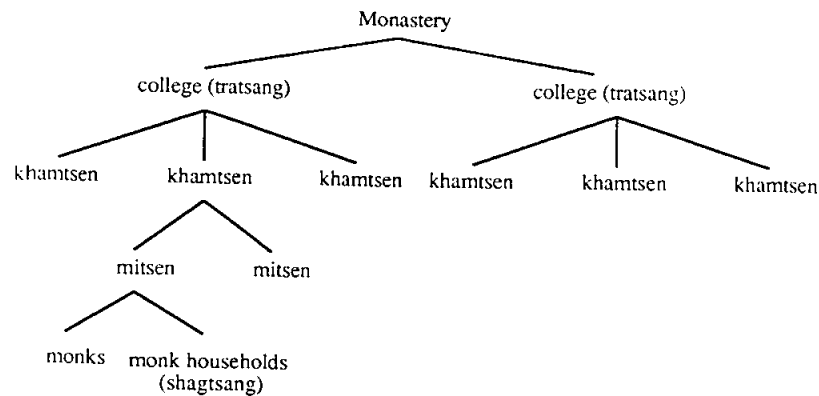 Monastery
college (tratsang)
college (tratsang)
khamtsen
khamtsen
khamtsen
khamtsen
khamtsen
khamtsen
mitsen
mitsen
monks
monk households
(shagtsang)